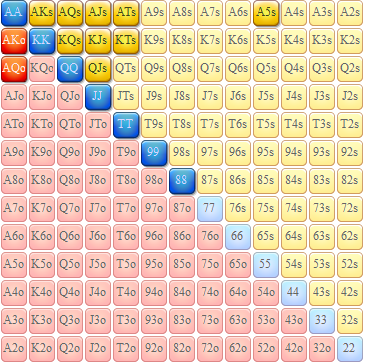 AA AKs AQs AJs ATs A9s A8s A7s A6s A5s A4s A3s A2s
AKo KK KQs KJs KTs K9s K8s K7s K6s K5s K4s K3s K2s
AQo KQo QQ QJs QTs Q9s Q8s Q7s Q6s Q5s Q4s Q3s Q2s
AJo KJo QJo JJ JTs J9s J8s J7s J6s J5s J4s J3s J2s
ATo KTo QTo JTo TT T9s T8s T7s T6s T5s T4s T3s T2s
A9o K9o Q9o J9o T9o 99 98s 97s 96s 95s 94s 93s 92s
A8o K8o Q8o J8o T8o 98o 88 87s 86s 85s 84s 83s 82s
A7o K7o Q7o J7o T7o 97o 87o 77 76s 75s 74s 73s 72s
A6o K6o Q6o J6o T6o 96o 86o 76o 66 65s 64s 63s 62s
A5o K5o Q5o J5o T5o 95o 85o 75o 65o 55 54s 53s 52s
A4o K4o Q4o J4o T4o 94o 84o 74o 64o 54o 44 43s 42s
A3o K3o Q3o J3o T3o 93o 83o 73o 63o 53o 43o 33 32s
A2o K2o Q2o J2o T2o 92o 82o 72o 62o 52o 42o 32o 22